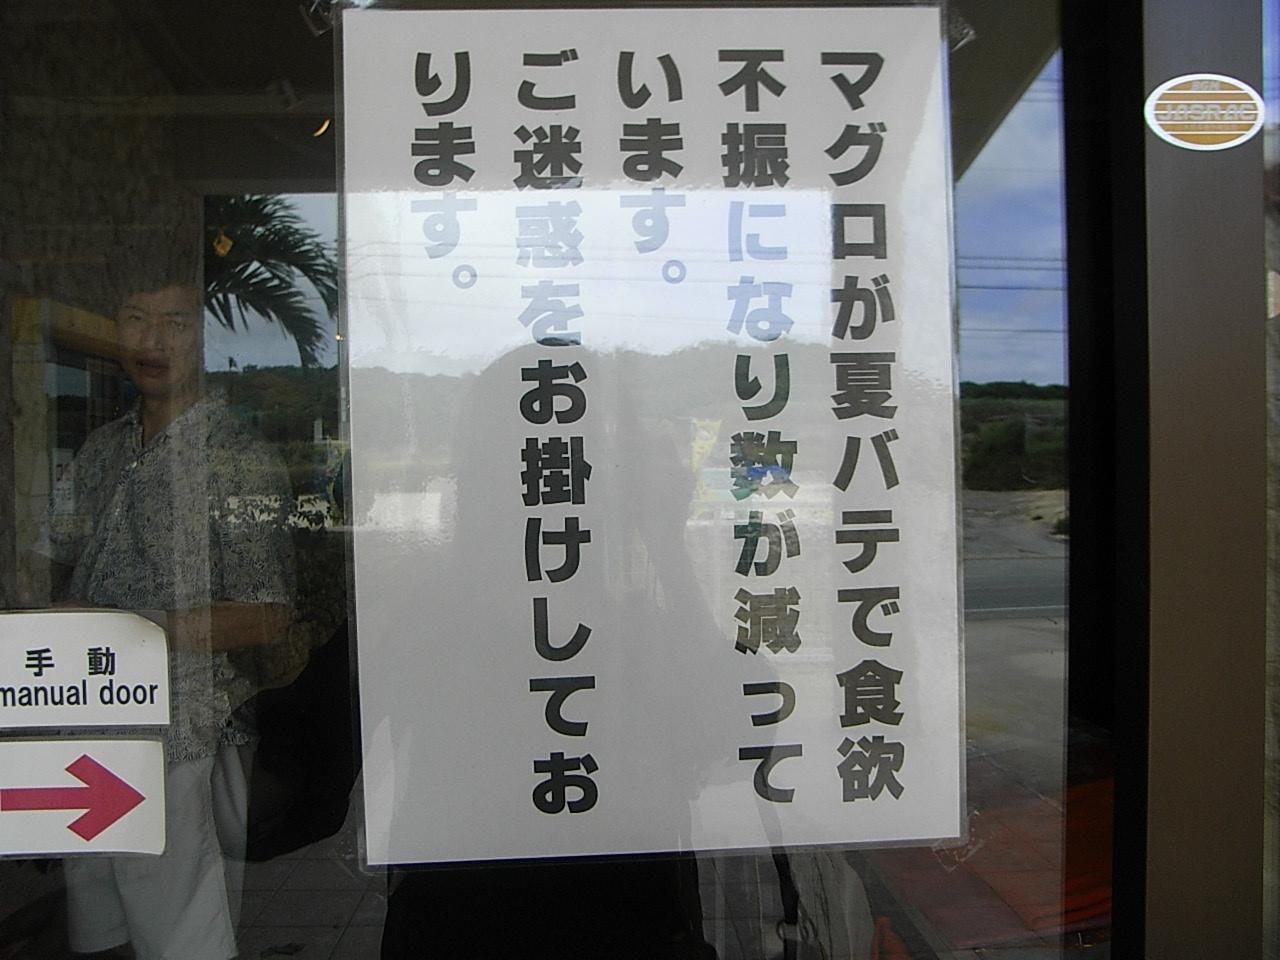 マグロが夏バテで食欲
不振になり数が減って
います。
ご迷惑をお掛けしてお
ります。
手動
manual door
BGM
JASRAC